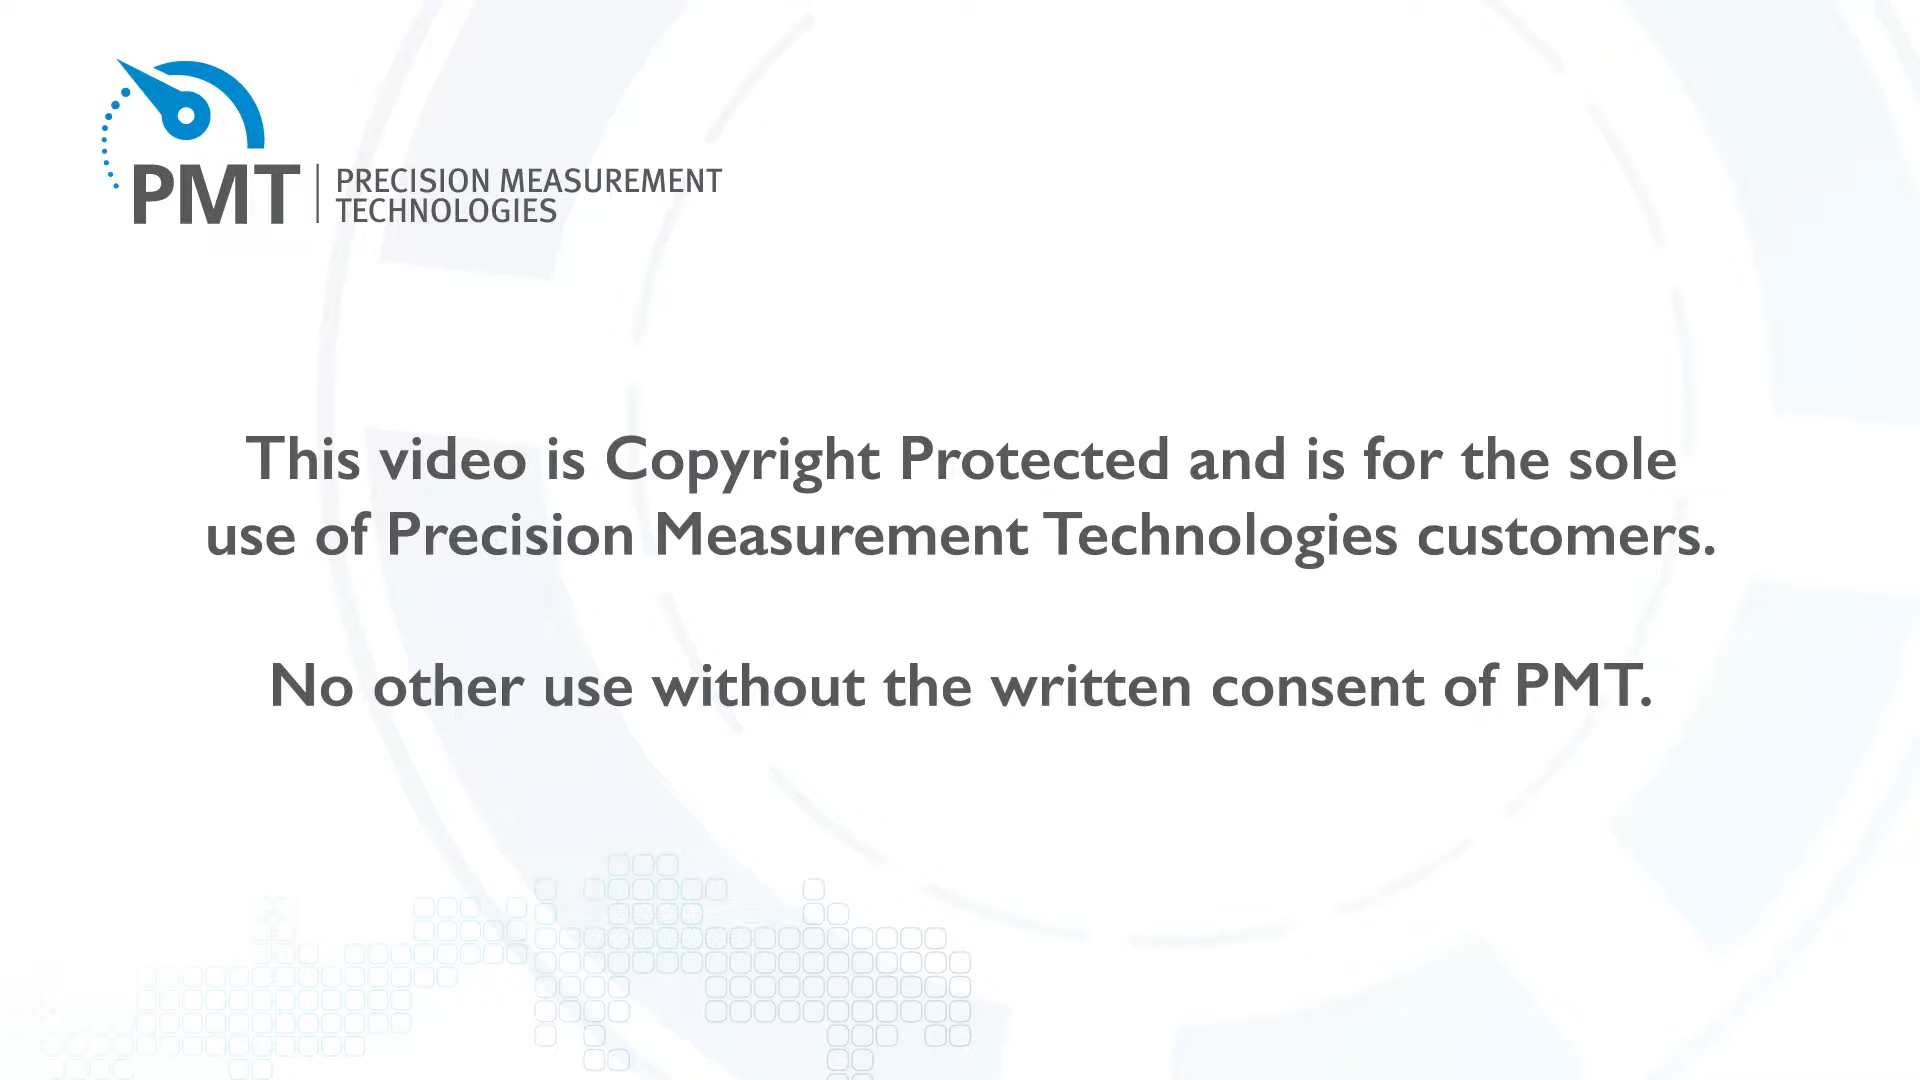 PMT
PRECISION MEASUREMENT
TECHNOLOGIES
This video is Copyright Protected and is for the sole
use of Precision Measurement Technologies customers.
No other use without the written consent of PMT.